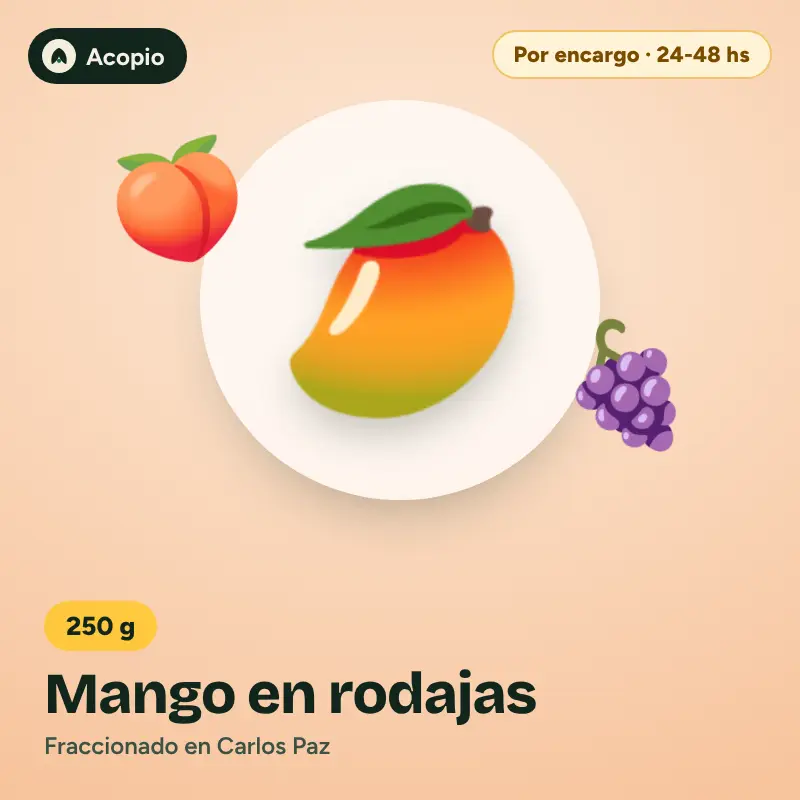 Acopio
Por encargo · 24-48 hs
250 g
Mango en rodajas
Fraccionado en Carlos Paz